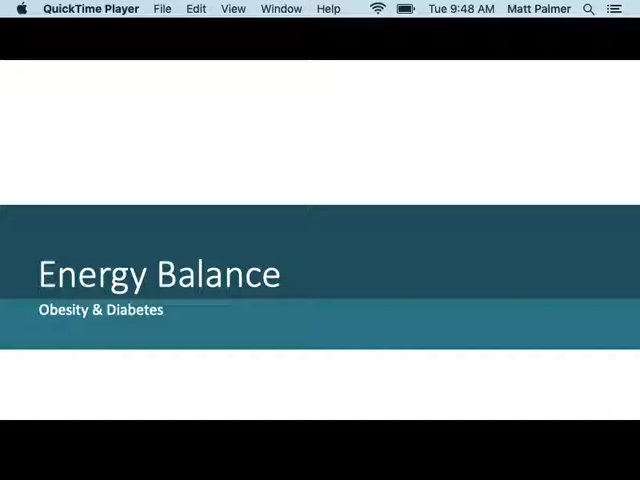 QuickTime Player File Edit View Window Help Tue 9:48 AM Matt Palmer
Energy Balance
Obesity & Diabetes